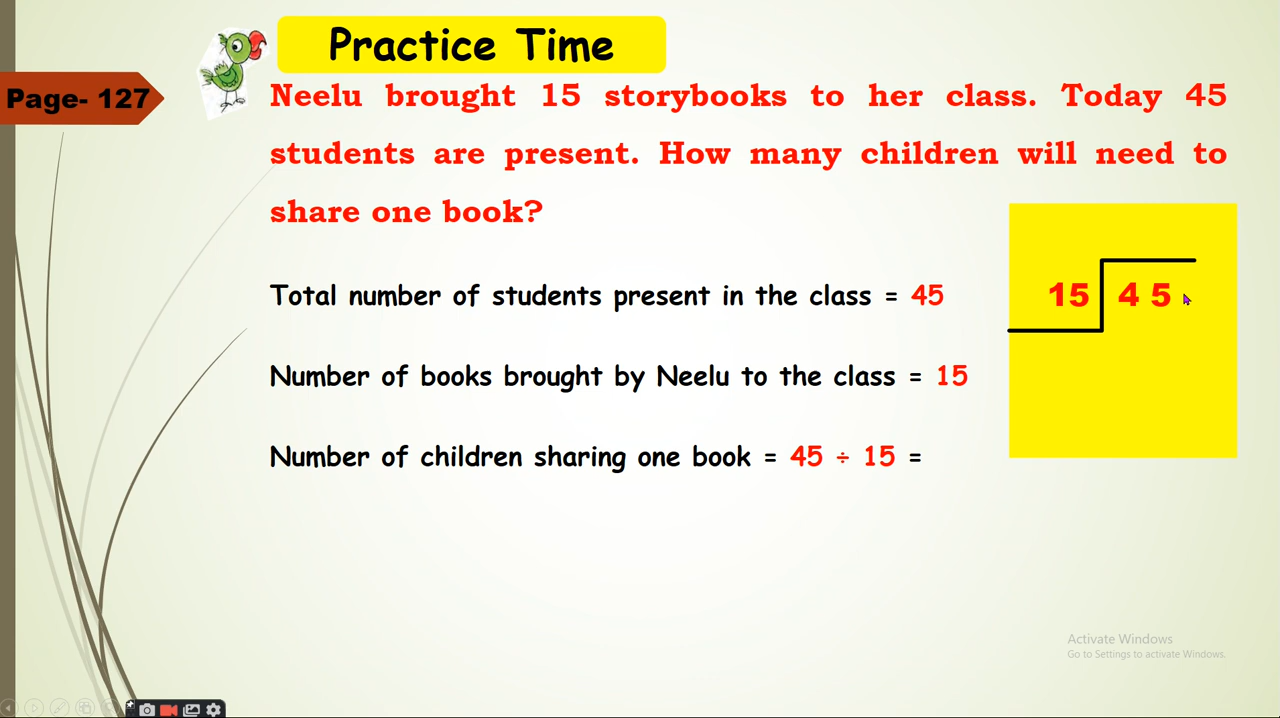 Practice Time
Page- 127
Neelu brought 15 storybooks to her class. Today 45
students are present. How many children will need to
share one book?
Total number of students present in the class = 45
15 4 5
Number of books brought by Neelu to the class = 15
Number of children sharing one book = 45 ÷ 15 =
Activate Windows
Go to Settings to activate Windows.